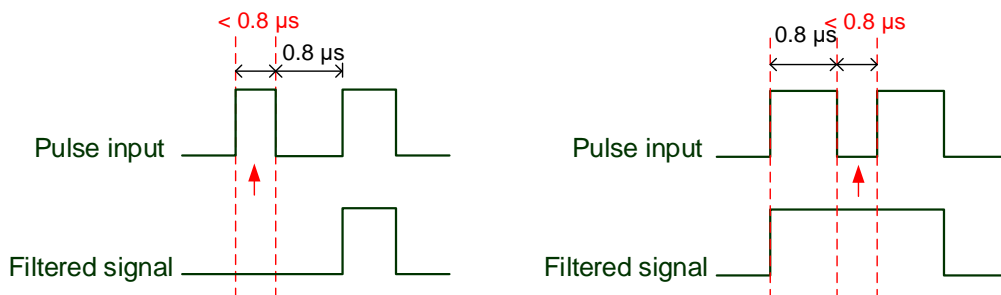 < 0.8 µs
0.8 µs
Pulse input
Filtered signal
< 0.8 µs
0.8 µs
Pulse input
Filtered signal